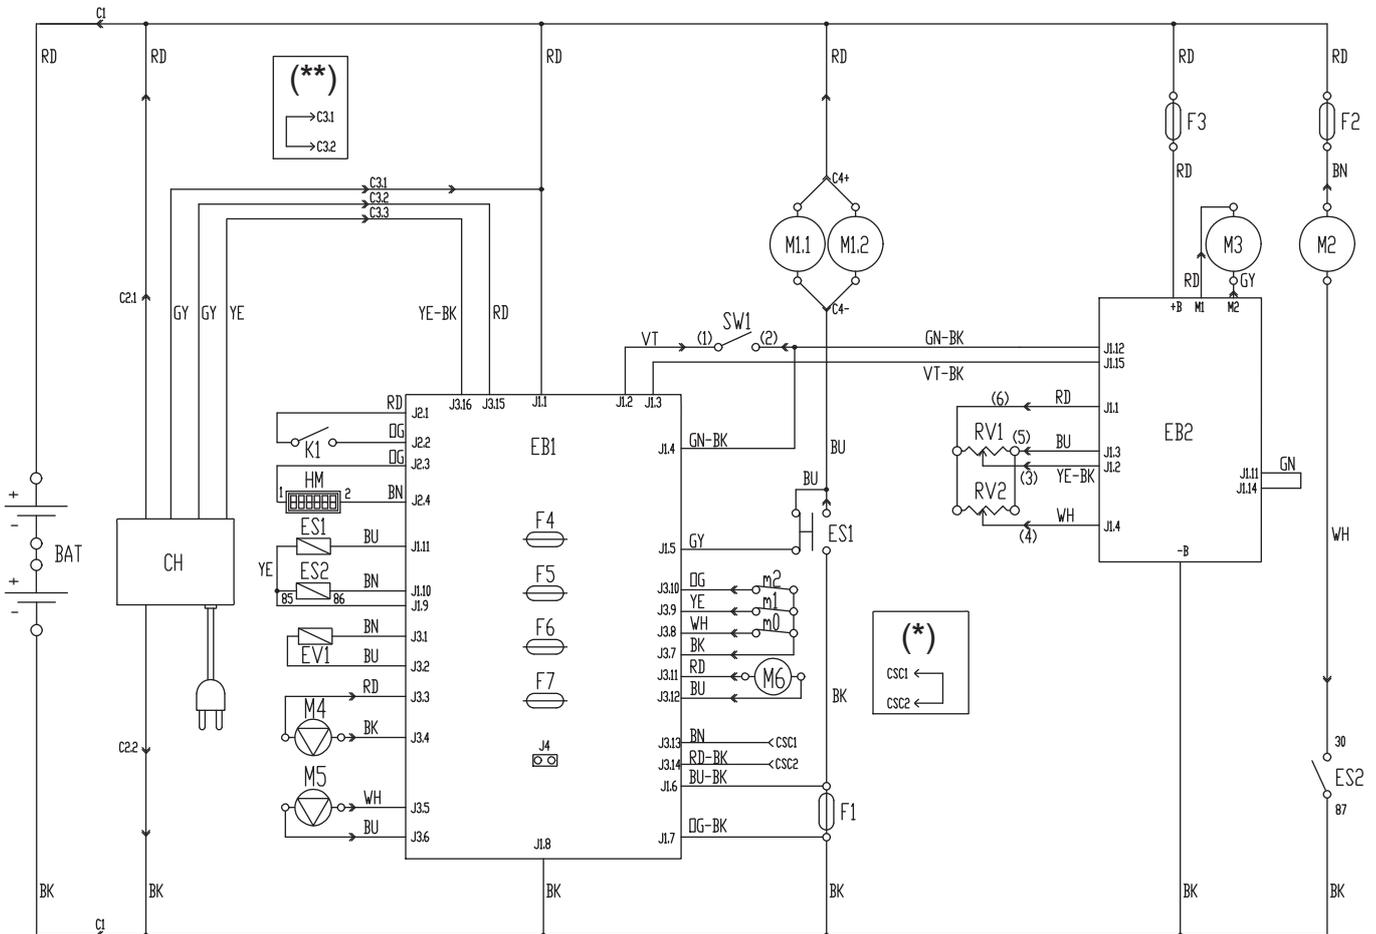 C1
RD
RD
RD
RD
RD
RD
(**)
C3.1
C3.2
F3
F2
RD
BN
C3.1
C3.2
C3.3
C4+
M1.1
M1.2
M3
M2
RD
GY
C2.1
GY
GY
YE
YE-BK
RD
C4-
+B
M1
M2
SW1
VT
(1)
(2)
GN-BK
J1.12
J1.15
VT-BK
RD
J2.1
J3.16
J3.15
J1.1
J1.2
J1.3
(6)
RD
J1.1
OG
J2.2
K1
EB1
GN-BK
J1.4
BU
RV1
(5)
BU
J1.3
EB2
OG
J2.3
J1.2
(3)
YE-BK
J1.11
GN
J1.14
HM
1
2
BN
J2.4
BU
RV2
WH
J1.4
(4)
ES1
BU
J1.11
F4
GY
J1.5
ES1
WH
BAT
+
-
+
-
CH
YE
ES2
BN
J1.10
85
86
J1.9
F5
-B
OG
J3.10
m2
YE
J3.9
m1
WH
J3.8
m0
BK
J3.7
BN
J3.1
EV1
BU
J3.2
F6
(*)
CSC1
CSC2
RD
J3.11
M6
BU
J3.12
BK
RD
J3.3
M4
BK
J3.4
F7
C2.2
J4
BN
J3.13
CSC1
RD-BK
J3.14
CSC2
BU-BK
J1.6
30
ES2
87
M5
WH
J3.5
BU
J3.6
F1
OG-BK
J1.7
J1.8
BK
BK
BK
BK
BK
BK
C1